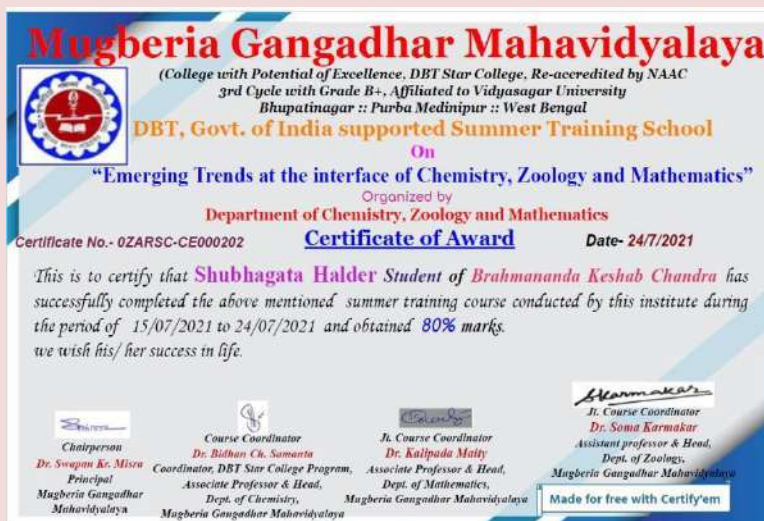 Mugberia Gangadhar Mahavidyalaya
(College with Potential of Excellence, DBT Star College, Re-accredited by NAAC
3rd Cycle with Grade B+, Affiliated to Vidyasagar University
Bhupatinagar :: Purba Medinipur :: West Bengal
DBT, Govt. of India supported Summer Training School
On
“Emerging Trends at the interface of Chemistry, Zoology and Mathematics”
Organized by
Department of Chemistry, Zoology and Mathematics
Certificate No.- 0ZARSC-CE000202 Certificate of Award Date- 24/7/2021
This is to certify that Shubhagata Halder Student of Brahmananda Keshab Chandra has
successfully completed the above mentioned summer training course conducted by this institute during
the period of 15/07/2021 to 24/07/2021 and obtained 80% marks.
we wish his/ her success in life.
Chairperson
Dr. Swapan Kr. Misra
Principal
Mugberia Gangadhar
Mahavidyalaya
Course Coordinator
Dr. Bidhan Ch. Samanta
Coordinator, DBT Star College Program,
Associate Professor & Head,
Dept. of Chemistry,
Mugberia Gangadhar Mahavidyalaya
Jt. Course Coordinator
Dr. Kalipada Maity
Associate Professor & Head,
Dept. of Mathematics,
Mugberia Gangadhar Mahavidyalaya
SKarmakar
Jt. Course Coordinator
Dr. Soma Karmakar
Assistant professor & Head,
Dept. of Zoology,
Mugberia Gangadhar Mahavidyalaya
Made for free with Certify'em